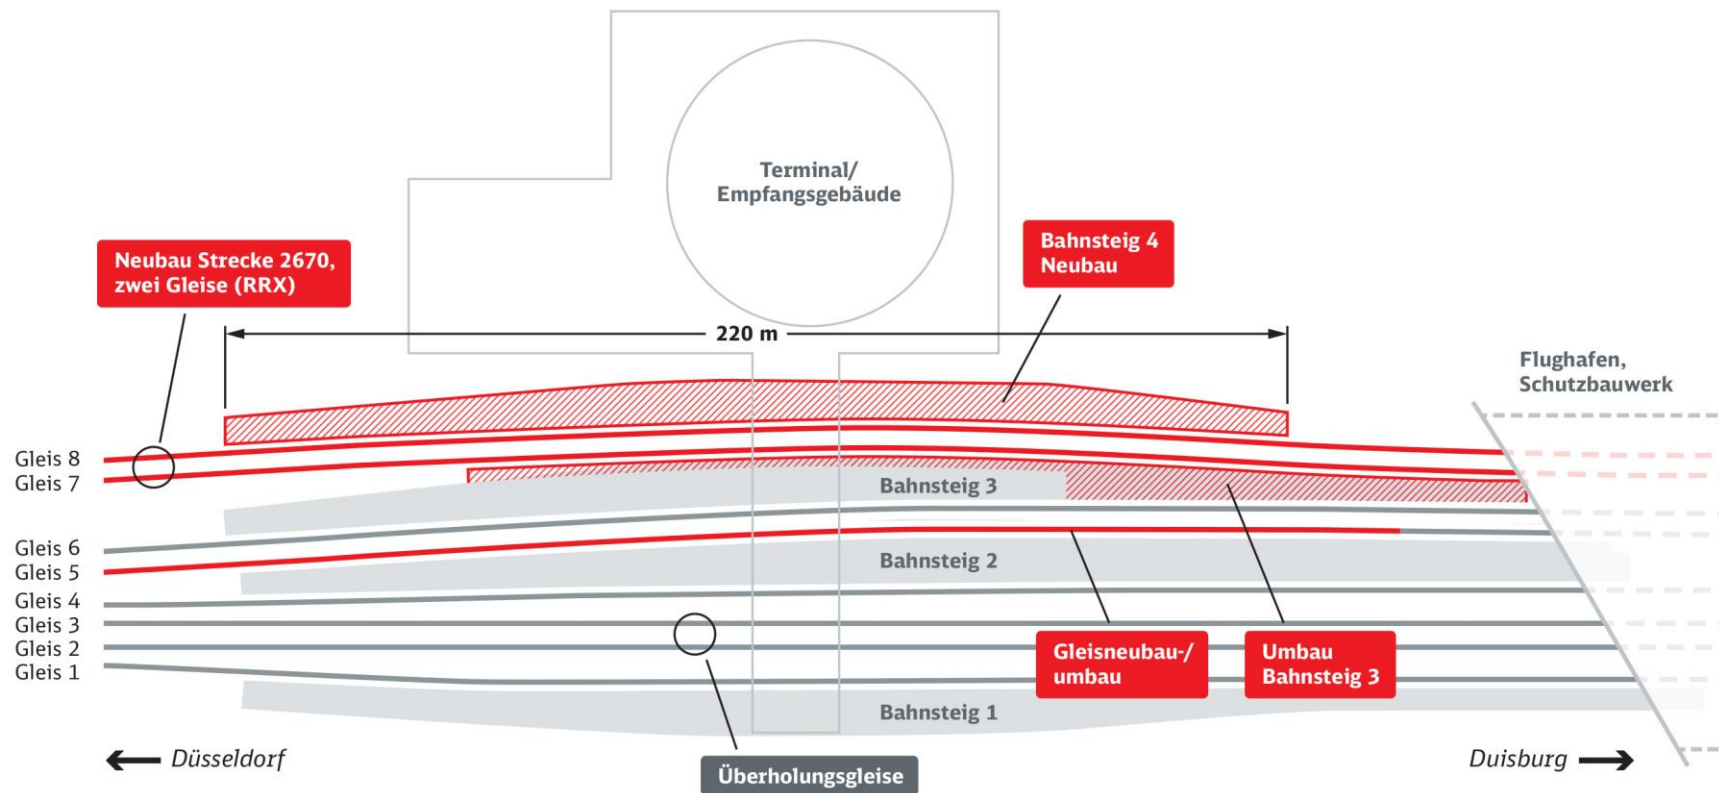 Terminal/
Empfangsgebäude
Neubau Strecke 2670,
zwei Gleise (RRX)
Bahnsteig 4
Neubau
220 m
Flughafen,
Schutzbauwerk
Gleis 8
Gleis 7
Bahnsteig 3
Gleis 6
Gleis 5
Bahnsteig 2
Gleis 4
Gleis 3
Gleis 2
Gleis 1
Gleisneubau-/
umbau
Umbau
Bahnsteig 3
Bahnsteig 1
Düsseldorf
Duisburg
Überholungsgleise